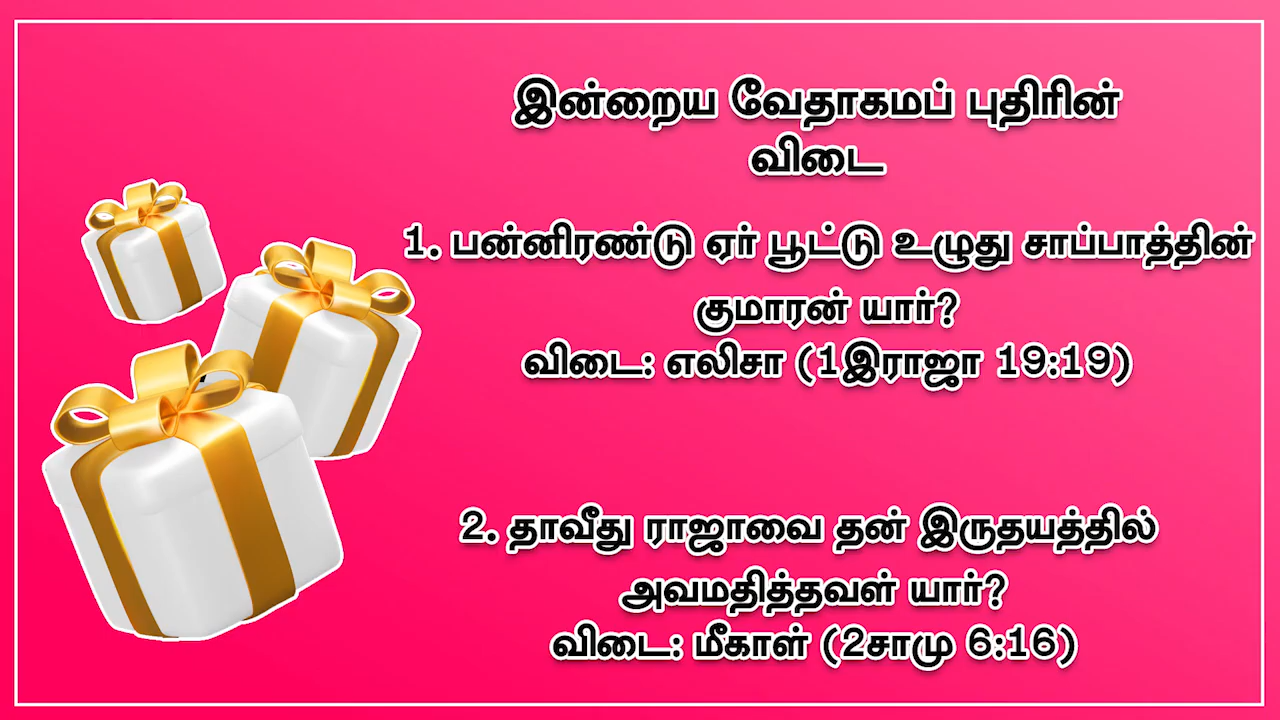 இன்றைய வேதாகமப் புதிரின்
விடை
1. பன்னிரண்டு ஏர் பூட்டு உழுது சாப்பாத்தின்
குமாரன் யார்?
விடை: எலிசா (1இராஜா 19:19)
2. தாவீது ராஜாவை தன் இருதயத்தில்
அவமதித்தவள் யார்?
விடை: மீகாள் (2சாமு 6:16)